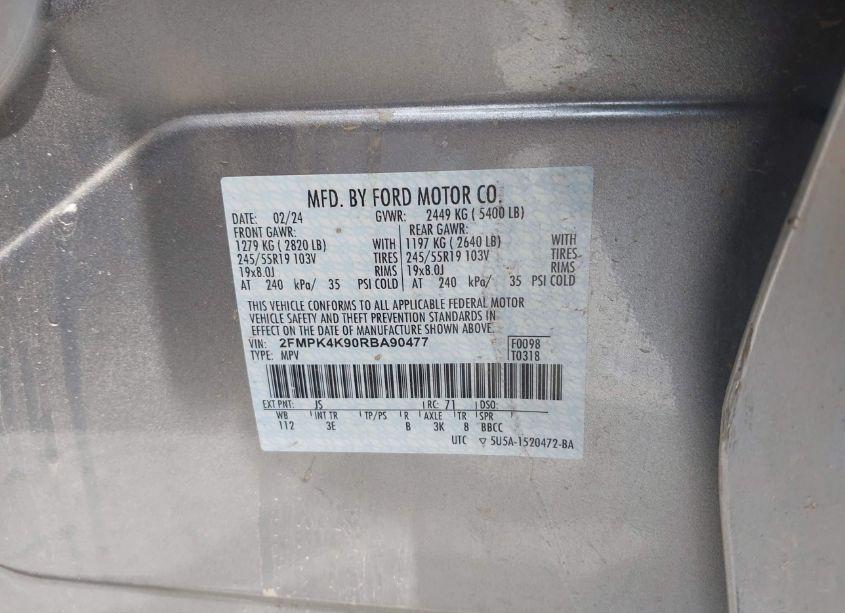 MFD. BY FORD MOTOR CO.
DATE: 02/24 GVWR: 2449 KG ( 5400 LB)
FRONT GAWR: REAR GAWR:
1279 KG ( 2820 LB) WITH 1197 KG ( 2640 LB) WITH
245/55R19 103V TIRES 245/55R19 103V TIRES
19x8.0J RIMS 19x8.0J RIMS
AT 240 kPa/ 35 PSI COLD AT 240 kPa/ 35 PSI COLD
THIS VEHICLE CONFORMS TO ALL APPLICABLE FEDERAL MOTOR
VEHICLE SAFETY AND THEFT PREVENTION STANDARDS IN
EFFECT ON THE DATE OF MANUFACTURE SHOWN ABOVE.
VIN: 2FMPK4K90RBA90477 F0098
TYPE: MPV T0318
EXT PNT: JS RC: 71 DSO:
WB INT TR TP/PS R AXLE TR SPR
112 3E B 3K 8 BBCC
UTC ▽ 5U5A-1520472-BA